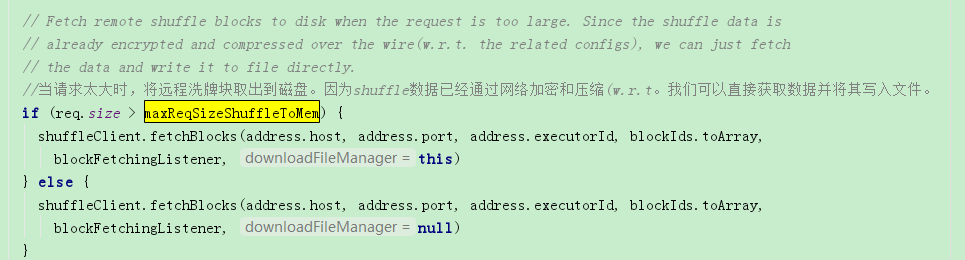 // Fetch remote shuffle blocks to disk when the request is too large. Since the shuffle data is
// already encrypted and compressed over the wire(w.r.t. the related configs), we can just fetch
// the data and write it to file directly.
//当请求太大时，将远程洗牌块取出到磁盘。因为shuffle数据已经通过网络加密和压缩(w.r.t。我们可以直接获取数据并将其写入文件。
if (req.size > maxReqSizeShuffleToMem) {
shuffleClient.fetchBlocks(address.host, address.port, address.executorId, blockIds.toArray,
blockFetchingListener, downloadFileManager = this)
} else {
shuffleClient.fetchBlocks(address.host, address.port, address.executorId, blockIds.toArray,
blockFetchingListener, downloadFileManager = null)
}